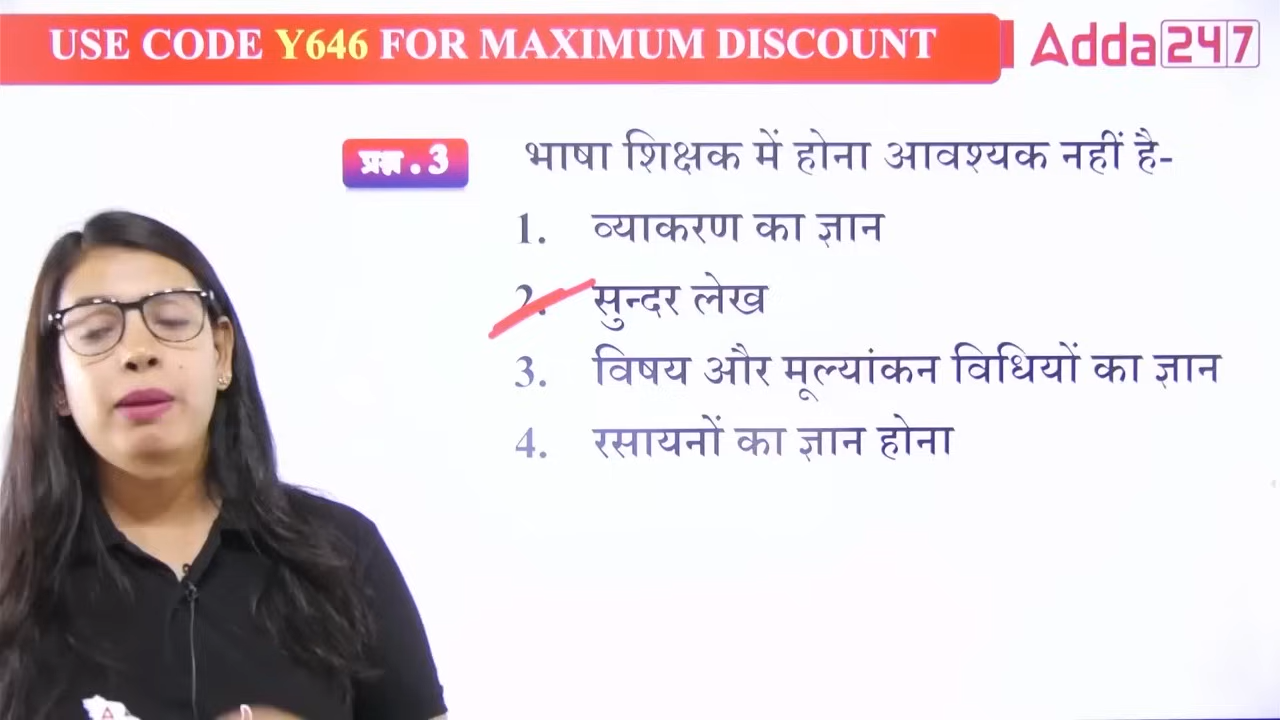 USE CODE Y646 FOR MAXIMUM DISCOUNT
Adda247
प्रश्न . 3
भाषा शिक्षक में होना आवश्यक नहीं है-
1. व्याकरण का ज्ञान
2. सुन्दर लेख
3. विषय और मूल्यांकन विधियों का ज्ञान
4. रसायनों का ज्ञान होना